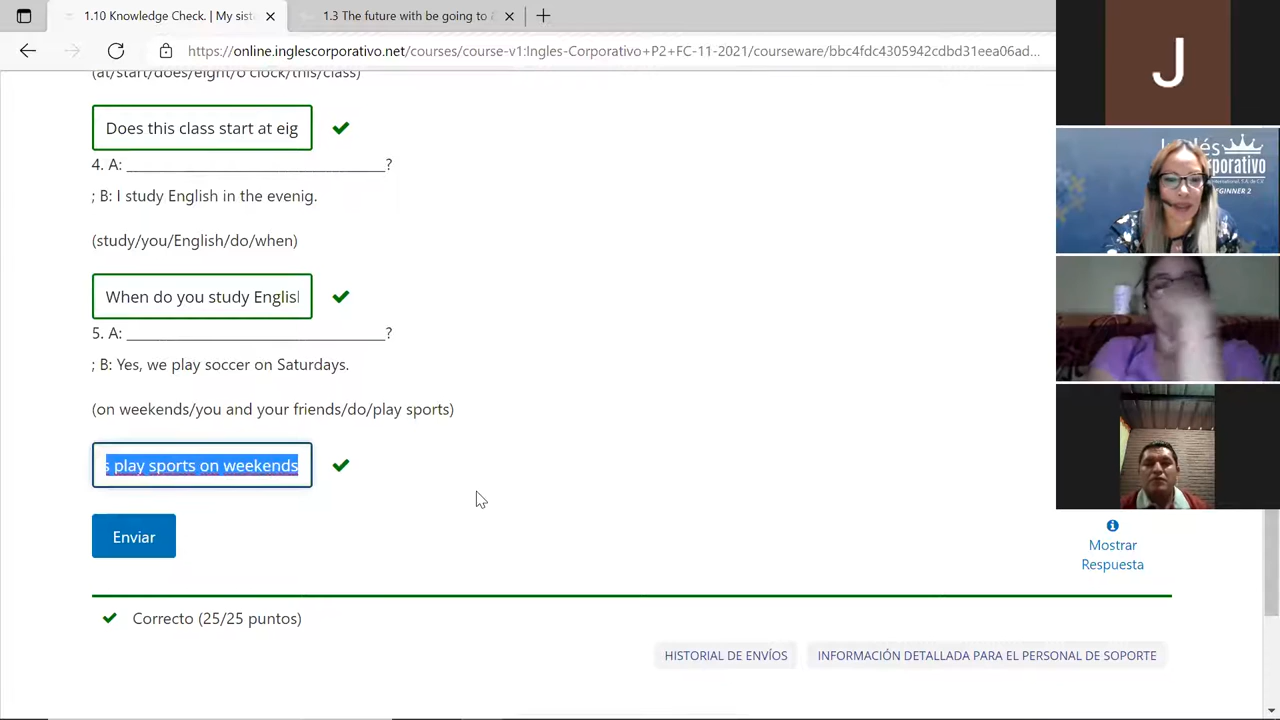 1.10 Knowledge Check. | My sist
1.3 The future with be going to
https://online.inglescorporativo.net/courses/course-v1:Ingles-Corporativo+P2+FC-11-2021/courseware/bbc4fdc4305942cdbd31eea06ad...
(at/start/does/eight/o'clock/this/class)
Does this class start at eig
4. A: ________________________________?
; B: I study English in the evenig.
(study/you/English/do/when)
When do you study Englis
5. A: ________________________________?
; B: Yes, we play soccer on Saturdays.
(on weekends/you and your friends/do/play sports)
s play sports on weekends
Enviar
Mostrar
Respuesta
Correcto (25/25 puntos)
HISTORIAL DE ENVÍOS
INFORMACIÓN DETALLADA PARA EL PERSONAL DE SOPORTE
J
Inglés